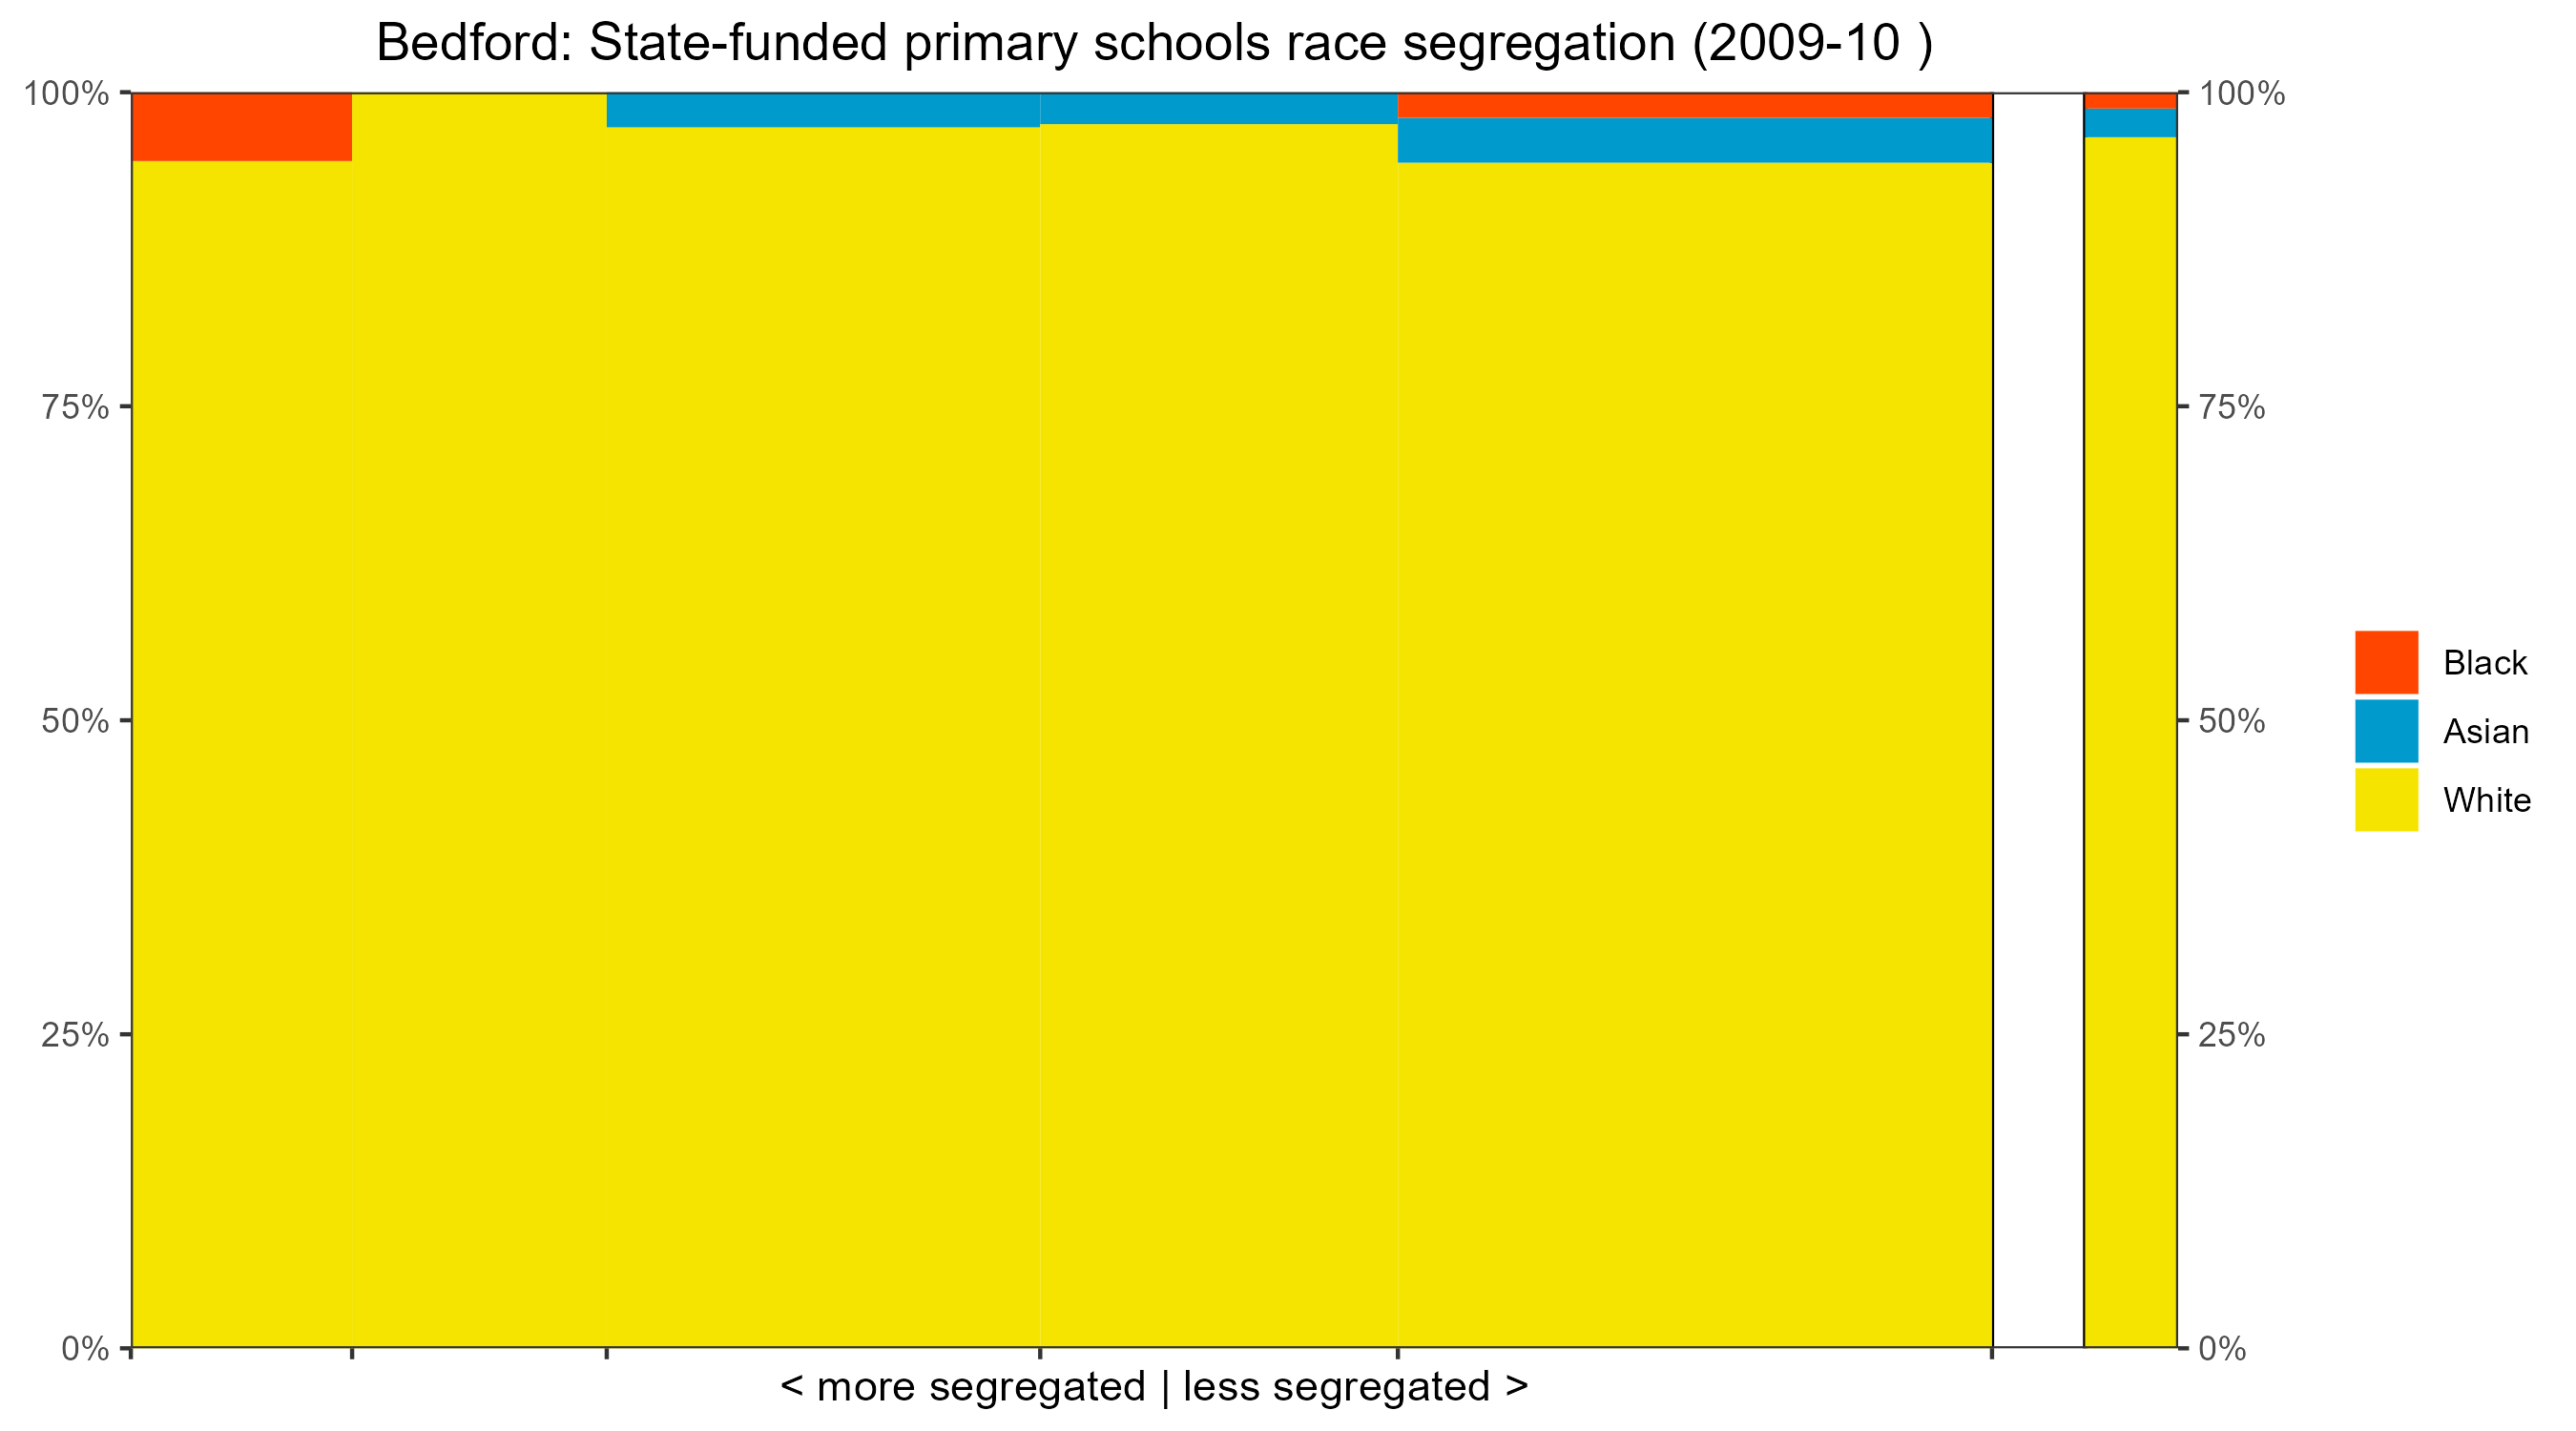 Bedford: State-funded primary schools race segregation (2009-10 )
100%
75%
50%
25%
0%
100%
75%
50%
25%
0%
Black
Asian
White
< more segregated | less segregated >